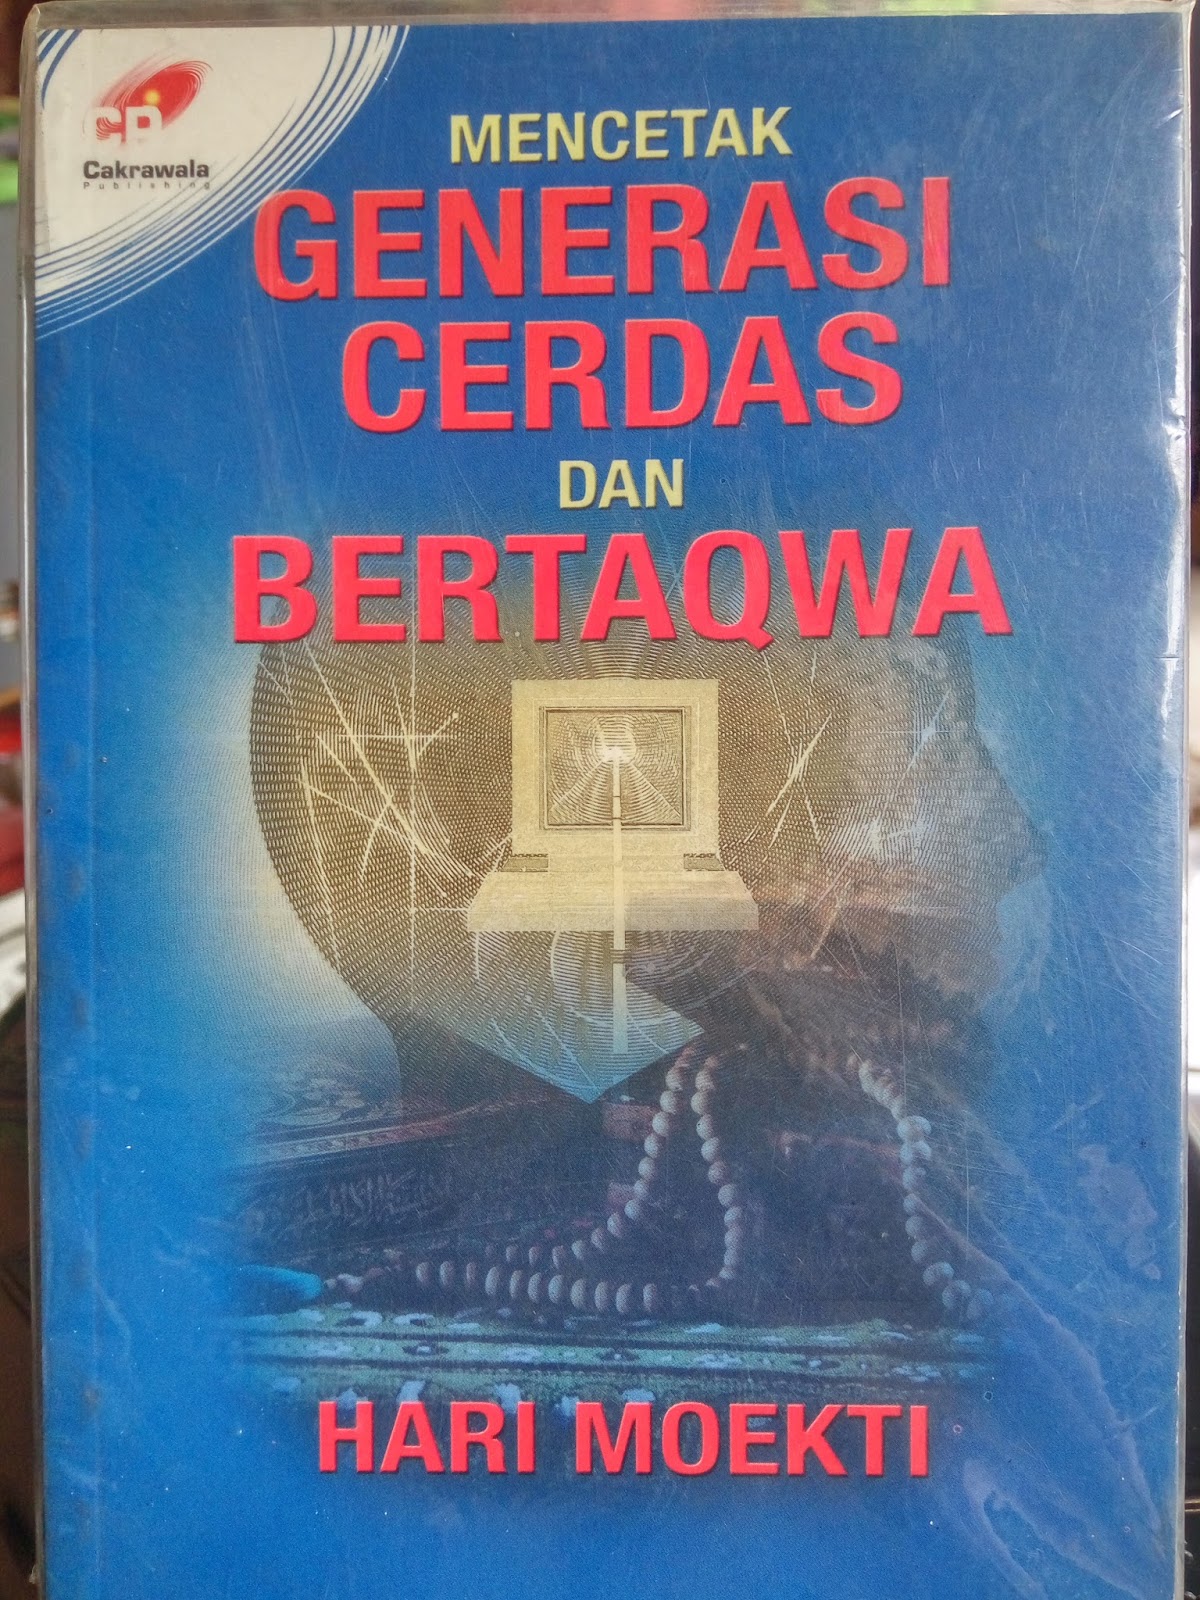 CP
Cakrawala
Publishing
MENCETAK
GENERASI
CERDAS
DAN
BERTAQWA
HARI MOEKTI